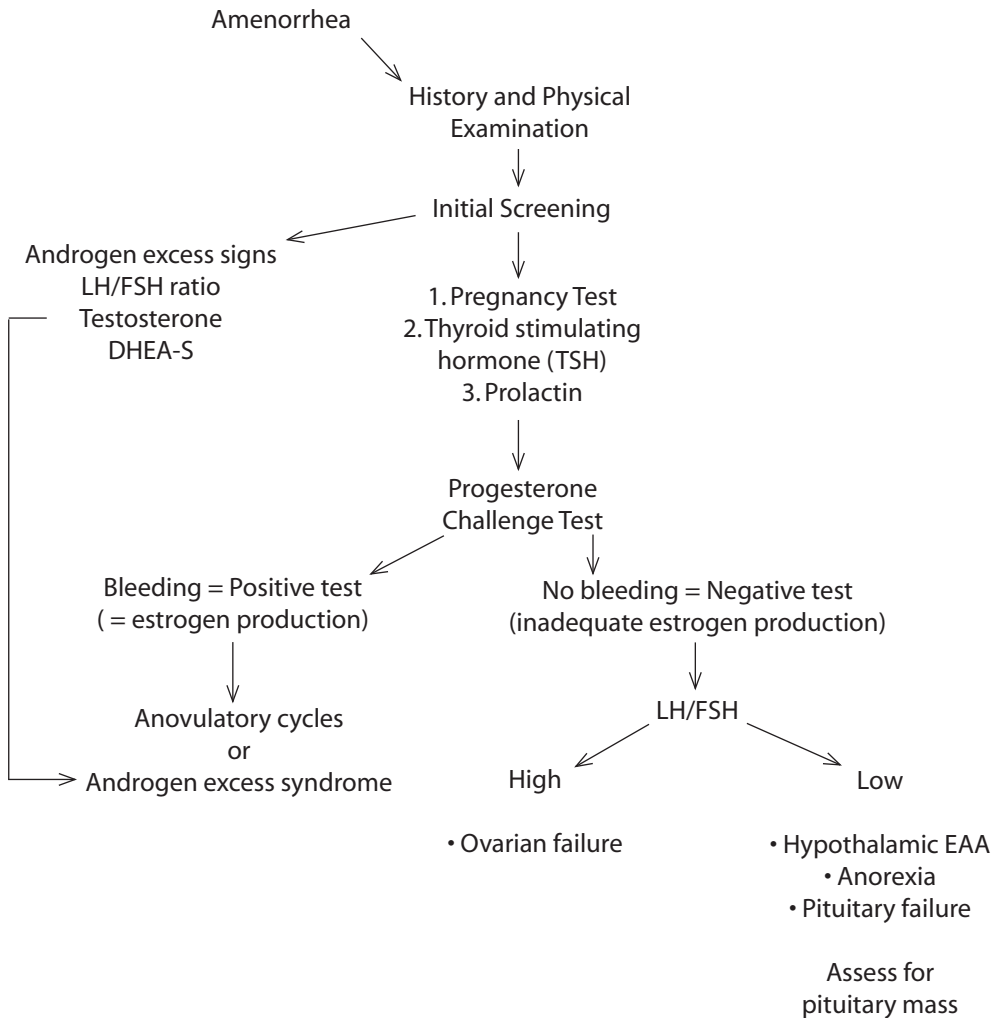 Amenorrhea
History and Physical
Examination
Initial Screening
Androgen excess signs
LH/FSH ratio
Testosterone
DHEA-S
1. Pregnancy Test
2. Thyroid stimulating
hormone (TSH)
3. Prolactin
Progesterone
Challenge Test
Bleeding = Positive test
( = estrogen production)
No bleeding = Negative test
(inadequate estrogen production)
Anovulatory cycles
or
Androgen excess syndrome
LH/FSH
High
Low
• Ovarian failure
• Hypothalamic EAA
• Anorexia
• Pituitary failure
Assess for
pituitary mass